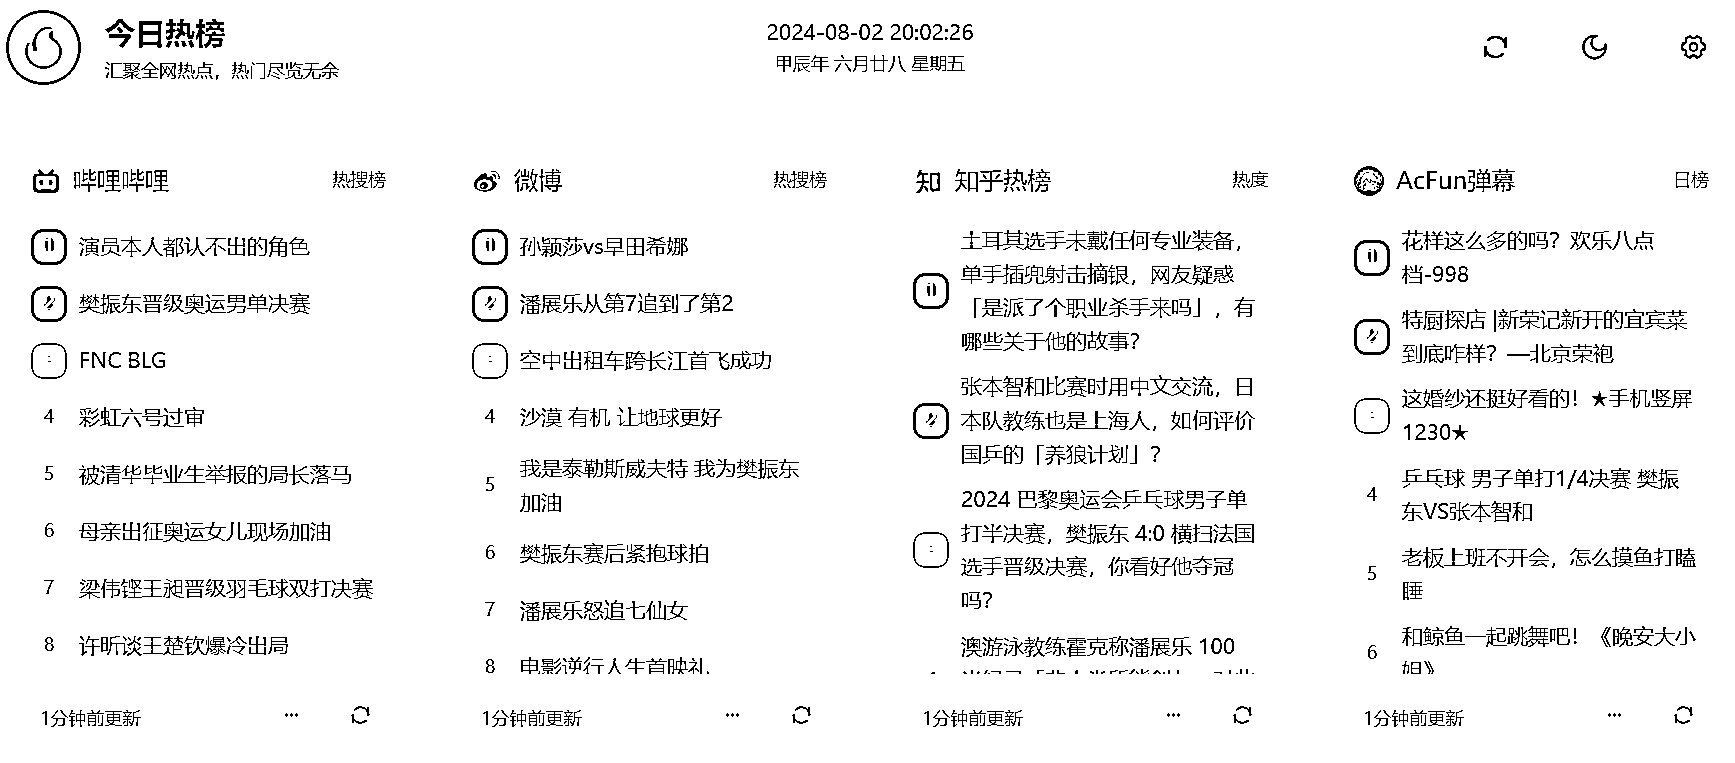 今日热榜
汇聚全网热点，热门尽览无余
2024-08-02 20:02:26
甲辰年 六月廿八 星期五
哔哩哔哩
热搜榜
演员本人都认不出的角色
樊振东晋级奥运男单决赛
FNC BLG
4
彩虹六号过审
5
被清华毕业生举报的局长落马
6
母亲出征奥运女儿现场加油
7
梁伟铿王昶晋级羽毛球双打决赛
8
许昕谈王楚钦爆冷出局
1分钟前更新
...
微博
热搜榜
孙颖莎vs早田希娜
潘展乐从第7追到了第2
空中出租车跨长江首飞成功
4
沙漠 有机 让地球更好
5
我是泰勒斯威夫特 我为樊振东
加油
6
樊振东赛后紧抱球拍
7
潘展乐怒追七仙女
8
电影逆行人生首映礼
1分钟前更新
...
知乎热榜
热度
土耳其选手未戴任何专业装备，
单手插兜射击摘银，网友疑惑
「是派了个职业杀手来吗」，有
哪些关于他的故事？
张本智和比赛时用中文交流，日
本队教练也是上海人，如何评价
国乒的「养狼计划」？
2024 巴黎奥运会乒乓球男子单
打半决赛，樊振东 4:0 横扫法国
选手晋级决赛，你看好他夺冠
吗？
澳游泳教练霍克称潘展乐 100
1分钟前更新
...
AcFun弹幕
日榜
花样这么多的吗？欢乐八点
档-998
特厨探店 |新荣记新开的宜宾菜
到底咋样？—北京荣袍
这婚纱还挺好看的！★手机竖屏
1230★
4
乒乓球 男子单打1/4决赛 樊振
东VS张本智和
5
老板上班不开会，怎么摸鱼打瞌
睡
6
和鲸鱼一起跳舞吧！《晚安大小
姐》
1分钟前更新
...